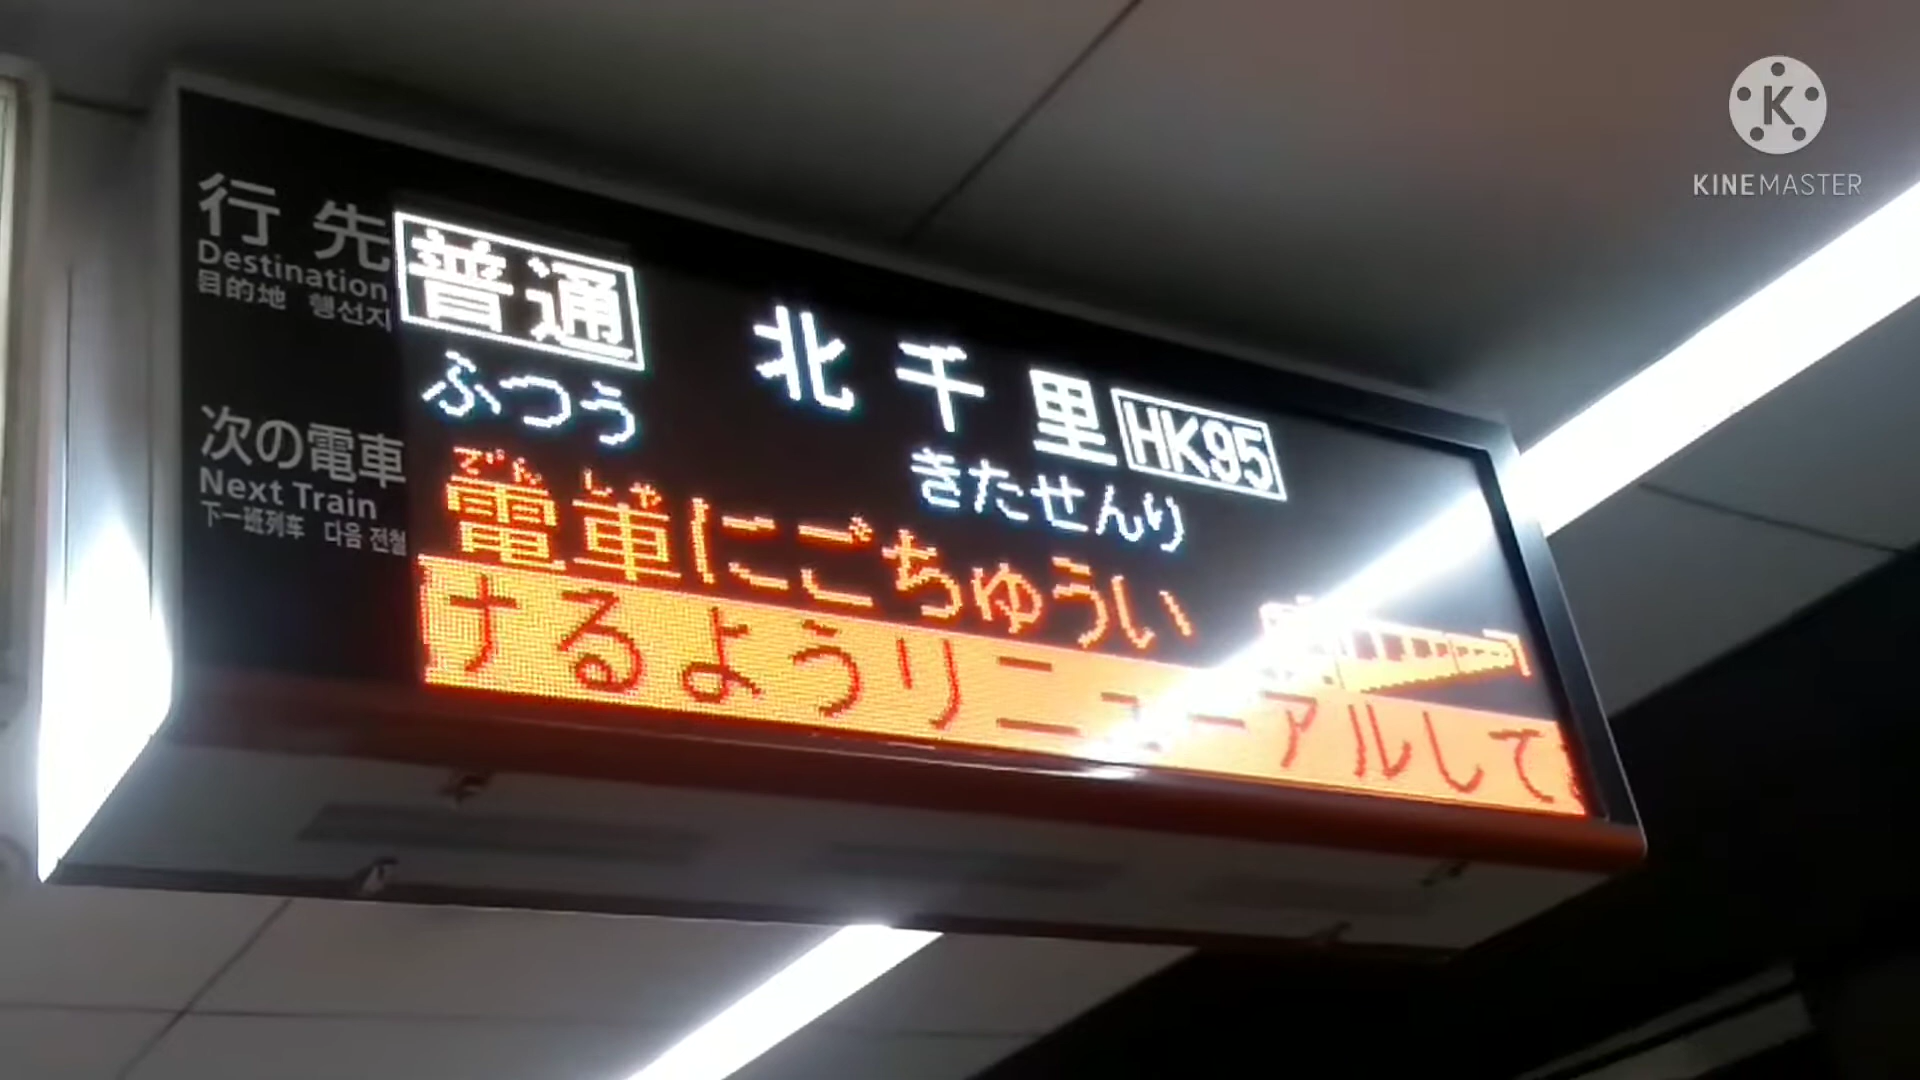 行先
Destination
目的地 행선지
普通 北千里 HK95
ふつう きたせんり
次の電車
Next Train
下一班列车 다음 전철
でんしゃ
電車にごちゅうい
けるようリニューアルして
K
KINEMASTER